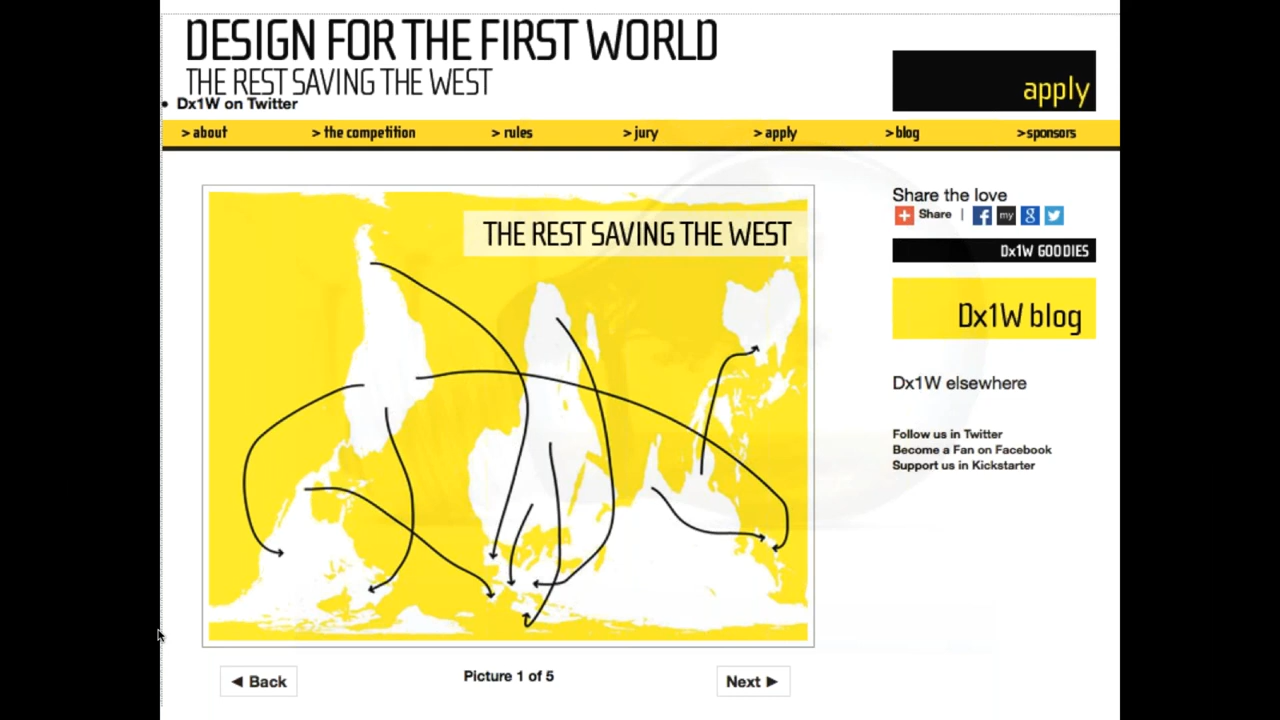 DESIGN FOR THE FIRST WORLD
THE REST SAVING THE WEST
• Dx1W on Twitter
apply
> about > the competition > rules > jury > apply > blog >sponsors
THE REST SAVING THE WEST
Share the love
Share |
my
Dx1W GOODIES
Dx1W blog
Dx1W elsewhere
Follow us in Twitter
Become a Fan on Facebook
Support us in Kickstarter
◄ Back Picture 1 of 5 Next ►